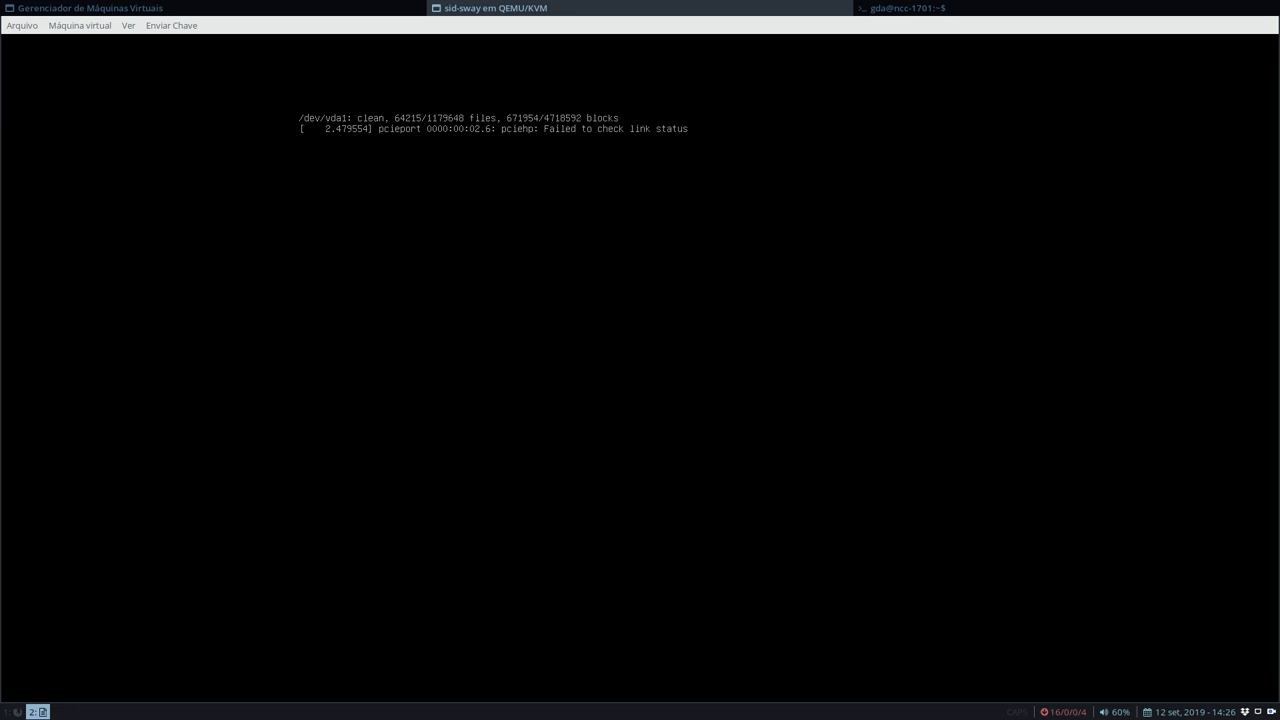 Gerenciador de Máquinas Virtuais
sid-sway em QEMU/KVM
>_ gda@ncc-1701:~$
Arquivo Máquina virtual Ver Enviar Chave
/dev/vda1: clean, 64215/1179648 files, 671954/4718592 blocks
[    2.479554] pcieport 0000:00:02.6: pciehp: Failed to check link status
1: 2: CAPS 16/0/0/4 60% 12 set, 2019 - 14:26